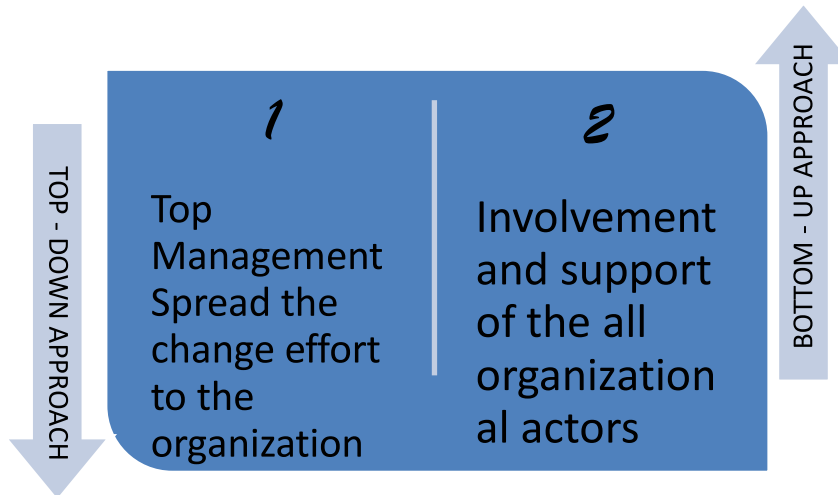 TOP - DOWN APPROACH
1
Top
Management
Spread the
change effort
to the
organization
2
Involvement
and support
of the all
organization
al actors
BOTTOM - UP APPROACH